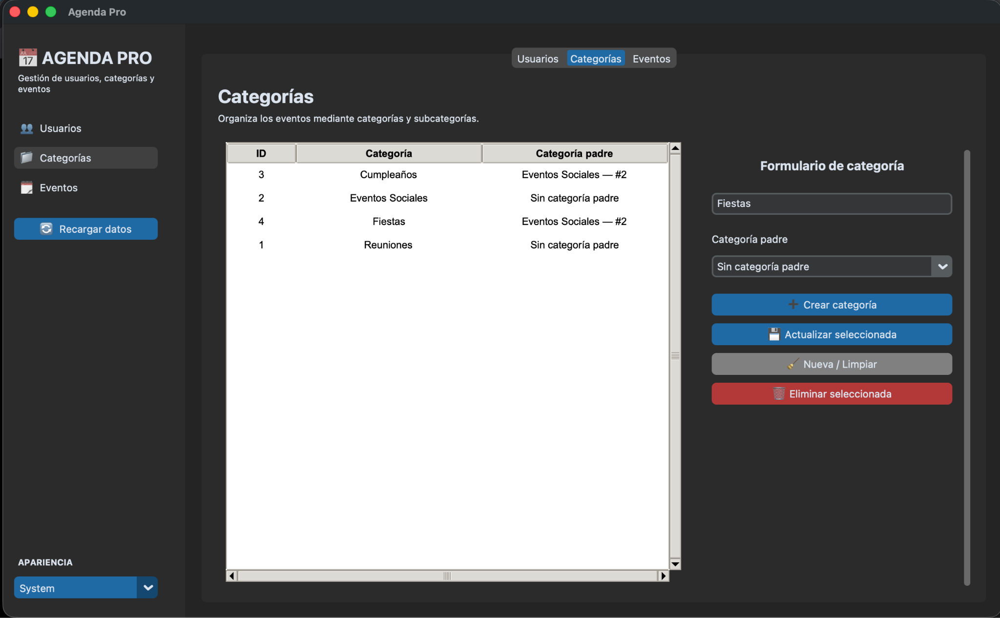 Agenda Pro
JUL
17
AGENDA PRO
Gestión de usuarios, categorías y
eventos
Usuarios
Categorías
Eventos
Recargar datos
APARIENCIA
System
Usuarios Categorías Eventos
Categorías
Organiza los eventos mediante categorías y subcategorías.
ID Categoría Categoría padre
3 Cumpleaños Eventos Sociales — #2
2 Eventos Sociales Sin categoría padre
4 Fiestas Eventos Sociales — #2
1 Reuniones Sin categoría padre
Formulario de categoría
Fiestas
Categoría padre
Sin categoría padre
Crear categoría
Actualizar seleccionada
Nueva / Limpiar
Eliminar seleccionada